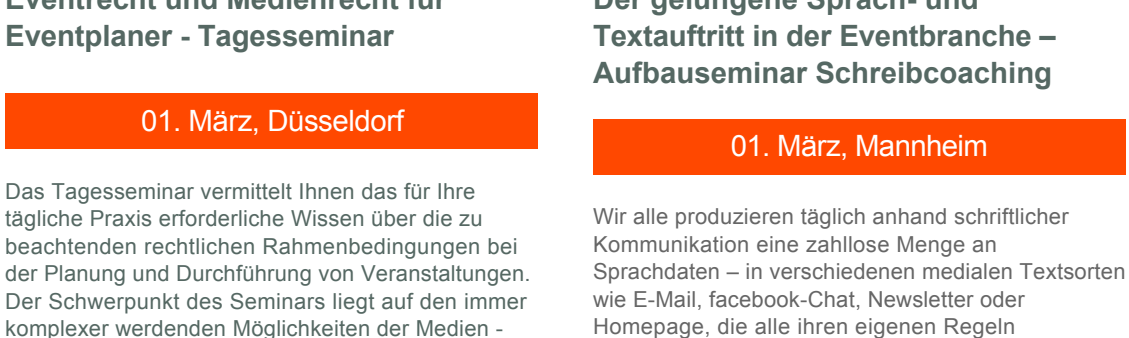 Eventrecht und Medienrecht für
Eventplaner - Tagesseminar
01. März, Düsseldorf
Das Tagesseminar vermittelt Ihnen das für Ihre
tägliche Praxis erforderliche Wissen über die zu
beachtenden rechtlichen Rahmenbedingungen bei
der Planung und Durchführung von Veranstaltungen.
Der Schwerpunkt des Seminars liegt auf den immer
komplexer werdenden Möglichkeiten der Medien -
Der gelungene Sprach- und
Textauftritt in der Eventbranche –
Aufbauseminar Schreibcoaching
01. März, Mannheim
Wir alle produzieren täglich anhand schriftlicher
Kommunikation eine zahllose Menge an
Sprachdaten – in verschiedenen medialen Textsorten
wie E-Mail, facebook-Chat, Newsletter oder
Homepage, die alle ihren eigenen Regeln